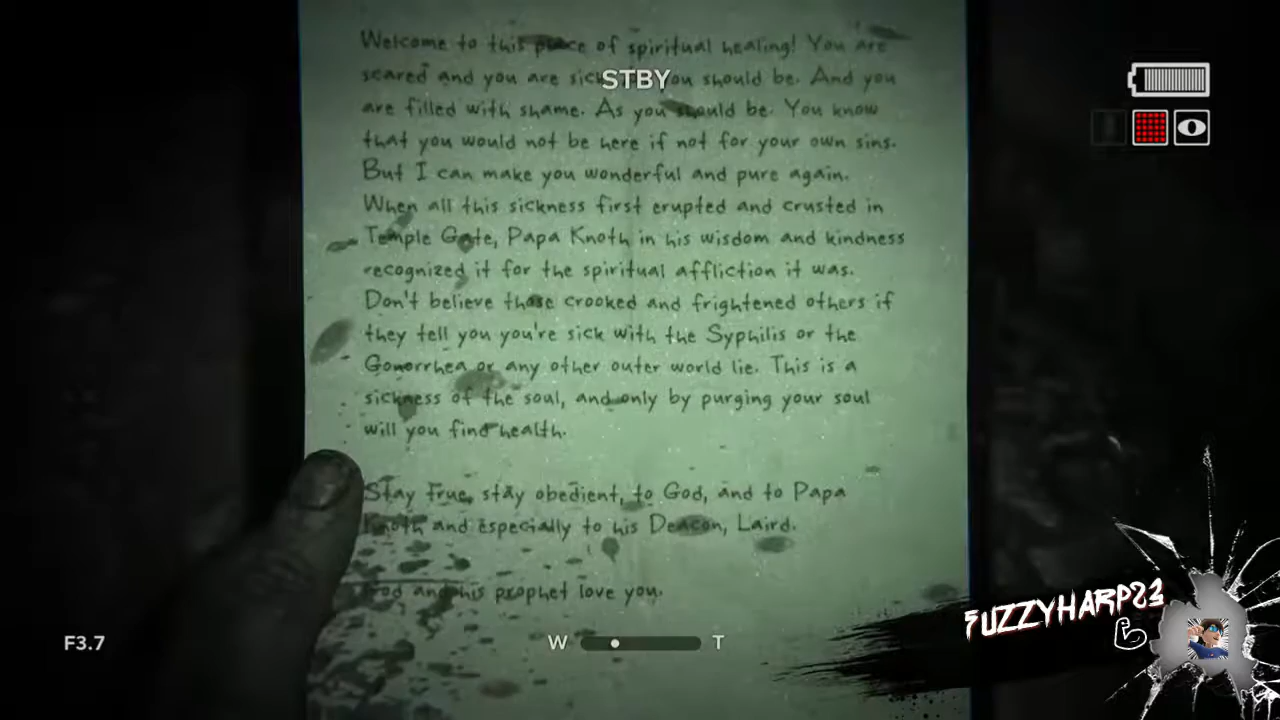 Welcome to this place of spiritual healing! You are
scared and you are sick. You should be. And you
STBY
are filled with shame. As you should be. You know
that you would not be here if not for your own sins.
But I can make you wonderful and pure again.
When all this sickness first erupted and crusted in
Temple Gate, Papa Knoth in his wisdom and kindness
recognized it for the spiritual affliction it was.
Don't believe those crooked and frightened others if
they tell you you're sick with the Syphilis or the
Gonorrhea or any other outer world lie. This is a
sickness of the soul, and only by purging your soul
will you find health.
Stay True, stay obedient, to God, and to Papa
Knoth and especially to his Deacon, Laird.
God and his prophet love you.
FUZZYHARP23
F3.7
W T